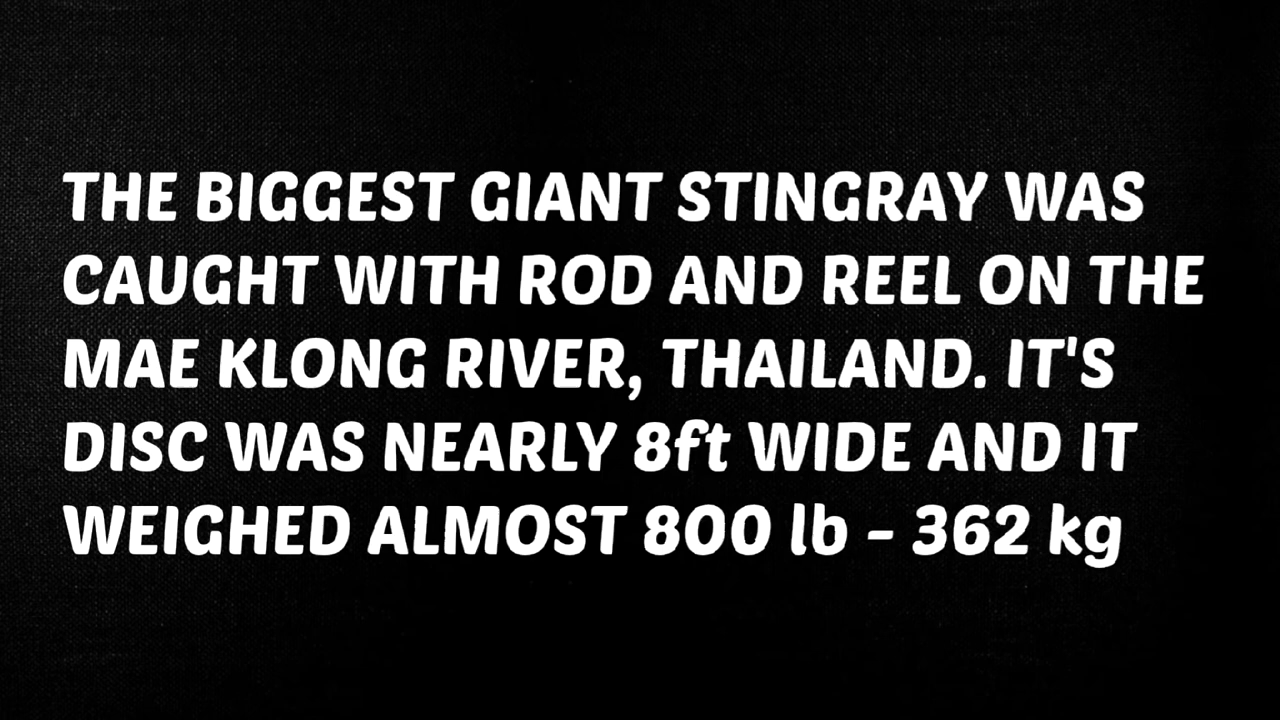 THE BIGGEST GIANT STINGRAY WAS
CAUGHT WITH ROD AND REEL ON THE
MAE KLONG RIVER, THAILAND. IT'S
DISC WAS NEARLY 8ft WIDE AND IT
WEIGHED ALMOST 800 lb - 362 kg